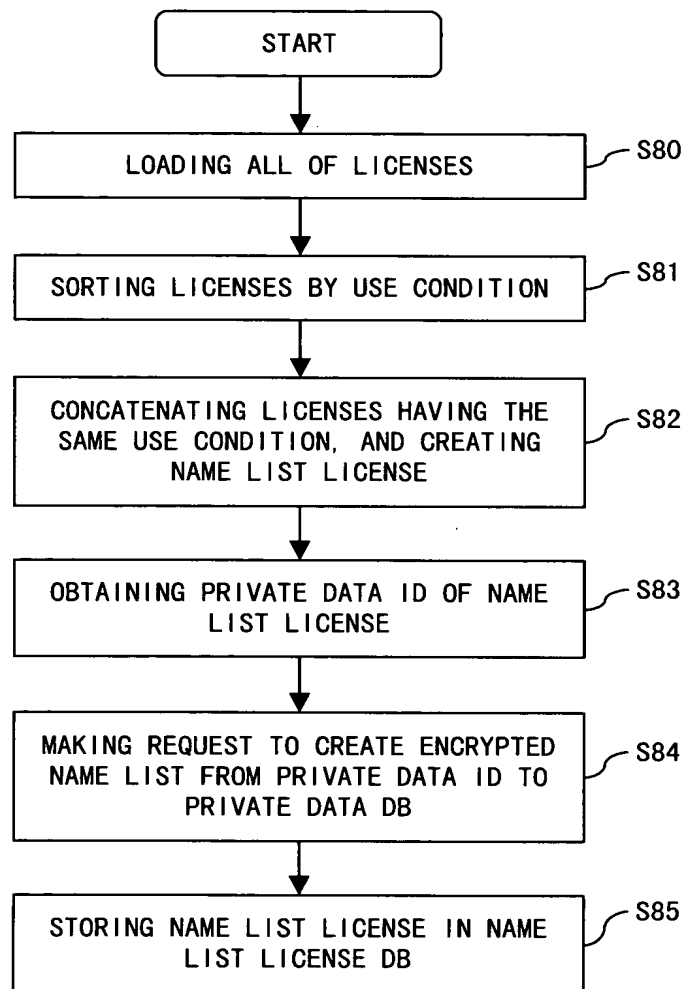 START
LOADING ALL OF LICENSES
S80
SORTING LICENSES BY USE CONDITION
S81
CONCATENATING LICENSES HAVING THE
SAME USE CONDITION, AND CREATING
NAME LIST LICENSE
S82
OBTAINING PRIVATE DATA ID OF NAME
LIST LICENSE
S83
MAKING REQUEST TO CREATE ENCRYPTED
NAME LIST FROM PRIVATE DATA ID TO
PRIVATE DATA DB
S84
STORING NAME LIST LICENSE IN NAME
LIST LICENSE DB
S85